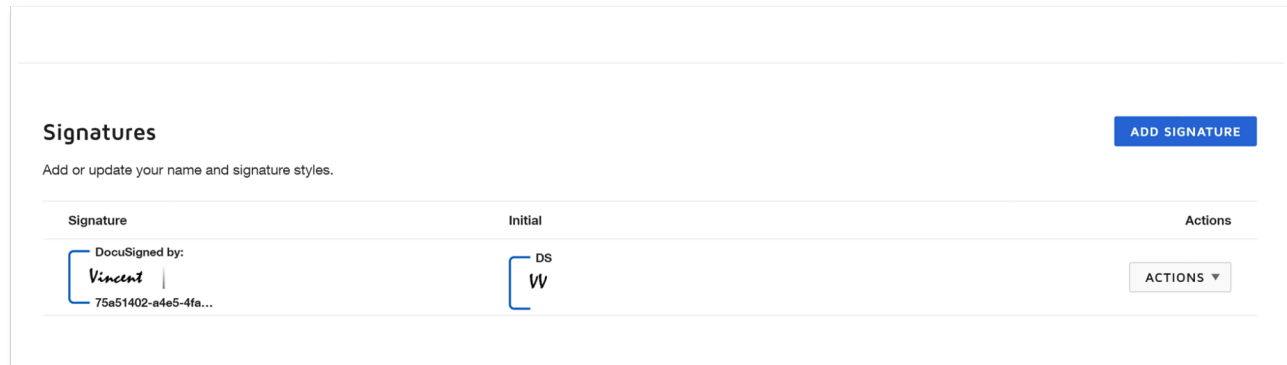 Signatures
ADD SIGNATURE
Add or update your name and signature styles.
Signature Initial Actions
DocuSigned by:
Vincent
75a51402-a4e5-4fa...
DS
VV
ACTIONS ▼